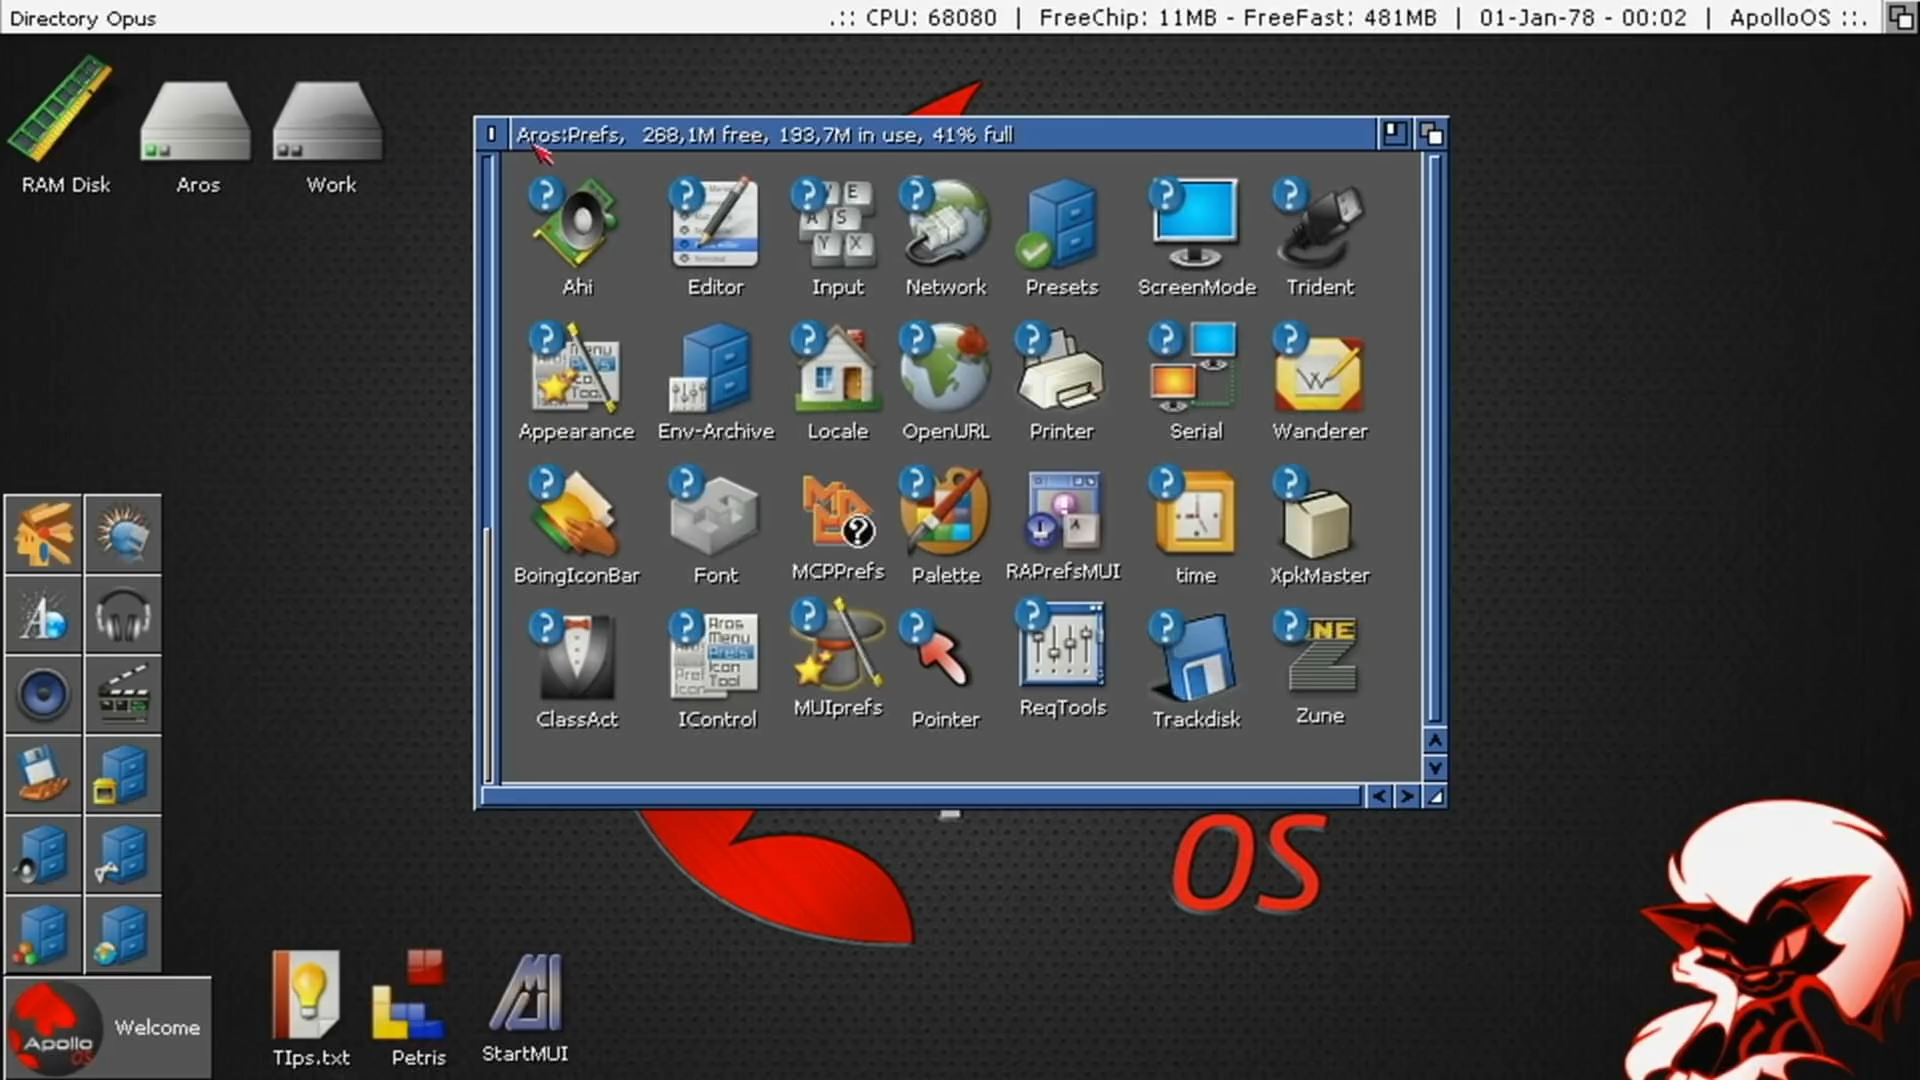 Directory Opus
.:: CPU: 68080 | FreeChip: 11MB - FreeFast: 481MB | 01-Jan-78 - 00:02 | ApolloOS ::.
RAM Disk
Aros
Work
Aros:Prefs, 268,1M free, 193,7M in use, 41% full
Ahi
Editor
Input
Network
Presets
ScreenMode
Trident
Appearance
Env-Archive
Locale
OpenURL
Printer
Serial
Wanderer
BoingIconBar
Font
MCPPrefs
Palette
RAPrefsMUI
time
XpkMaster
ClassAct
IControl
MUIprefs
Pointer
ReqTools
Trackdisk
Zune
OS
Apollo
OS
Welcome
TIps.txt
Petris
StartMUI